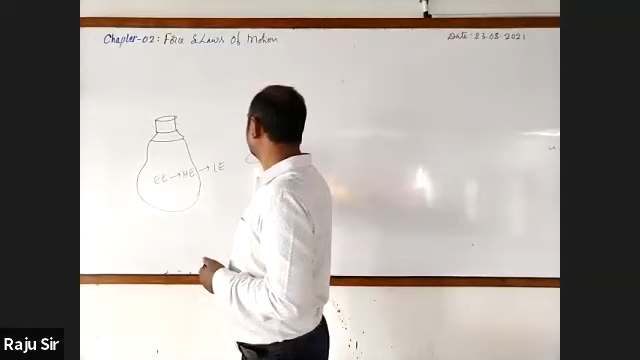 Chapter-02: Force & Laws Of Motion
Date: 23.08.2021
EE → HE → LE
Raju Sir